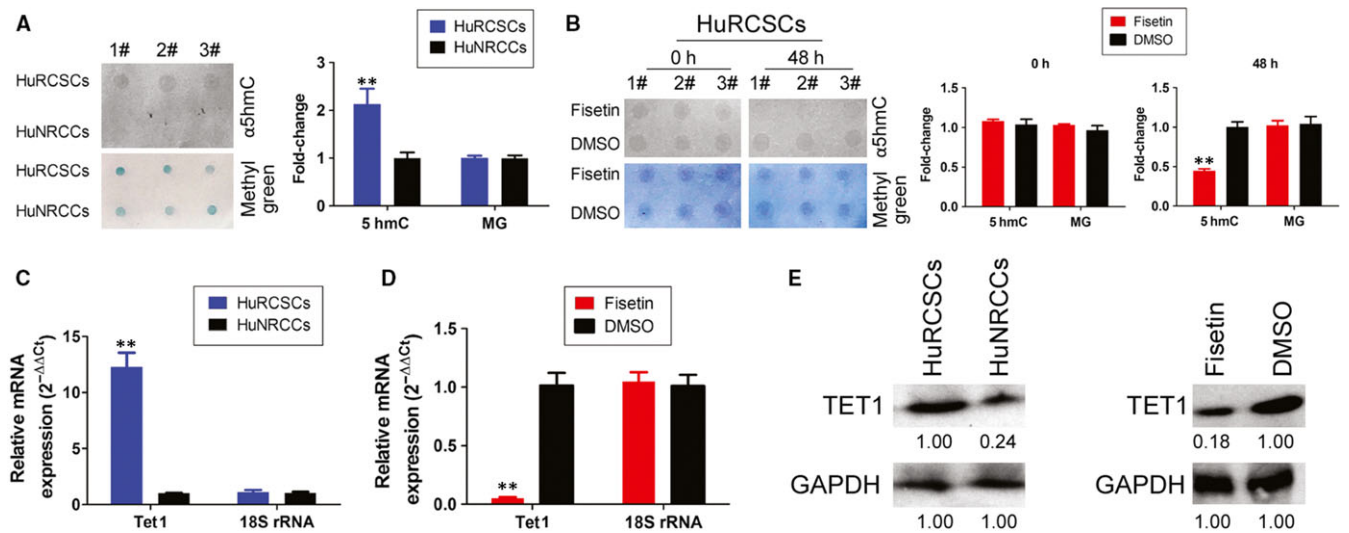 A
1# 2# 3#
HuRCSCs
HuNRCCs
α5hmC
HuRCSCs
HuNRCCs
Methyl green
HuRCSCs
HuNRCCs
Fold-change
3
2
1
0
**
5 hmC MG
B
HuRCSCs
0 h 48 h
1# 2# 3# 1# 2# 3#
Fisetin
DMSO
α5hmC
Fisetin
DMSO
Methyl green
Fisetin
DMSO
0 h
Fold-change
1.5
1.0
0.5
0.0
5 hmC MG
48 h
Fold-change
1.5
1.0
0.5
0.0
**
5 hmC MG
C
HuRCSCs
HuNRCCs
Relative mRNA
expression (2−ΔΔCt)
15
10
5
0
**
Tet1 18S rRNA
D
Fisetin
DMSO
Relative mRNA
expression (2−ΔΔCt)
1.5
1.0
0.5
0.0
**
Tet1 18S rRNA
E
HuRCSCs
HuNRCCs
TET1
1.00 0.24
GAPDH
1.00 1.00
Fisetin
DMSO
TET1
0.18 1.00
GAPDH
1.00 1.00